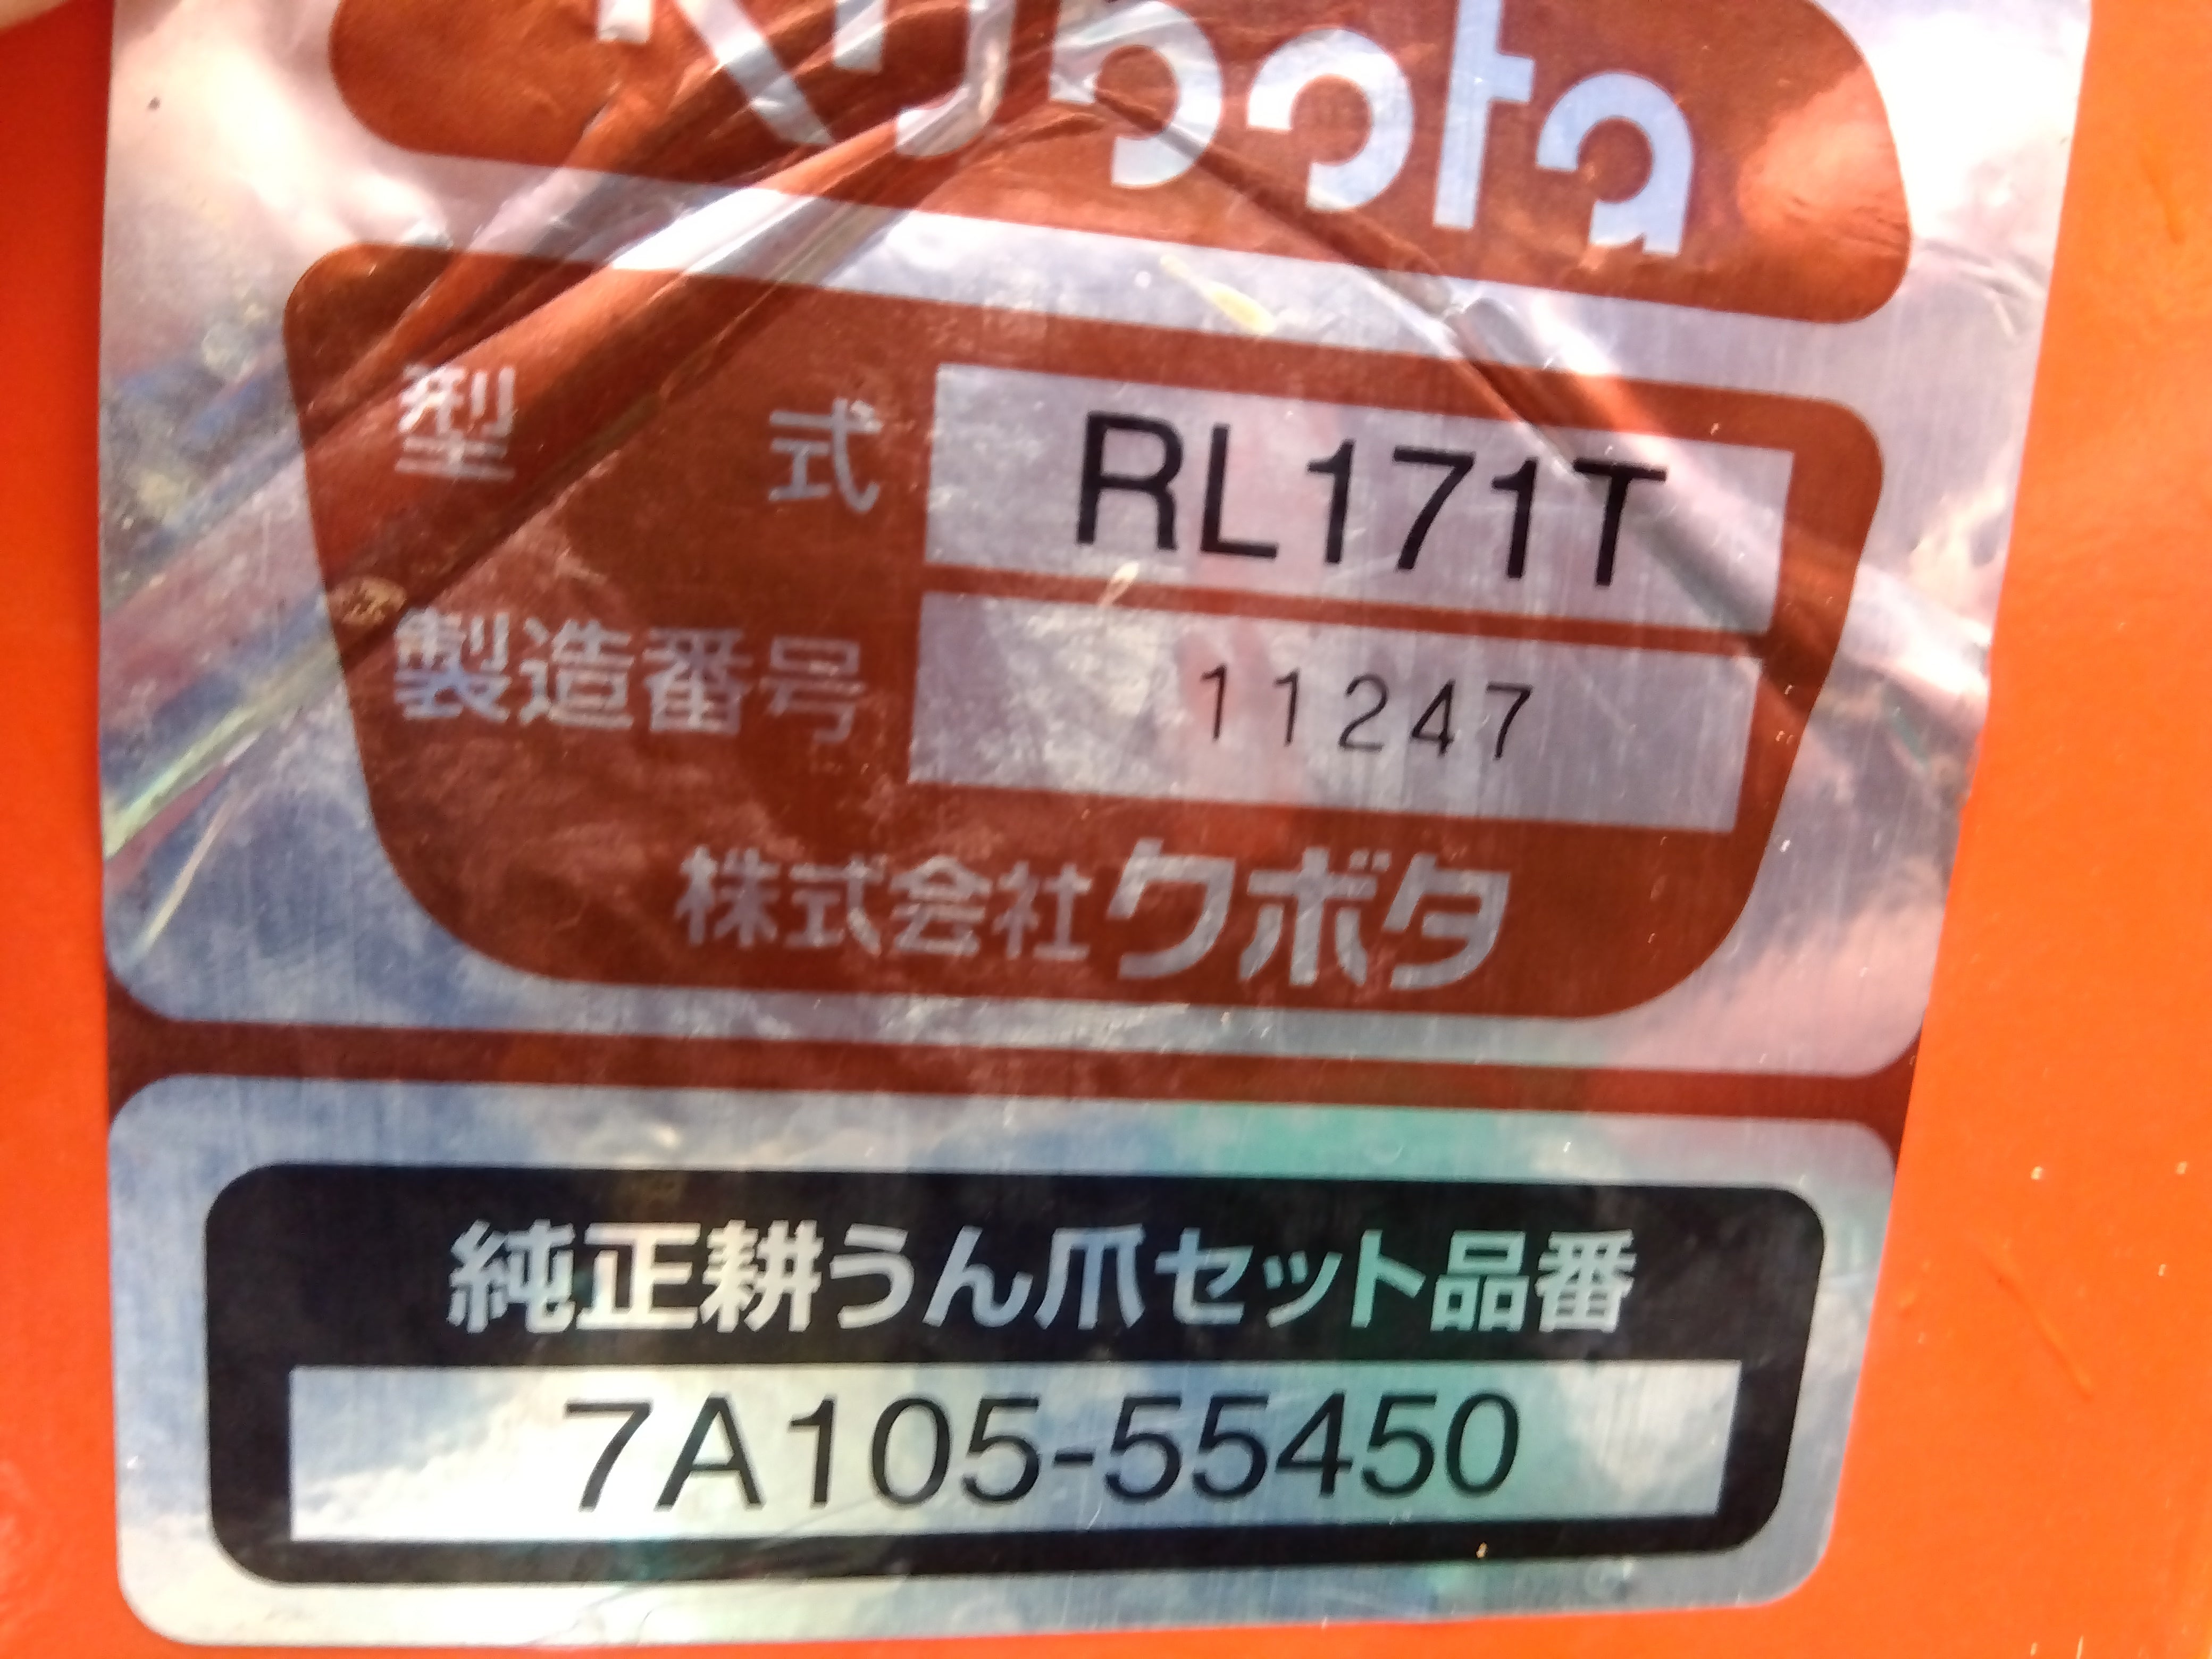 Kubota
型式 RL171T
製造番号 11247
株式会社クボタ
純正耕うん爪セット品番
7A105-55450